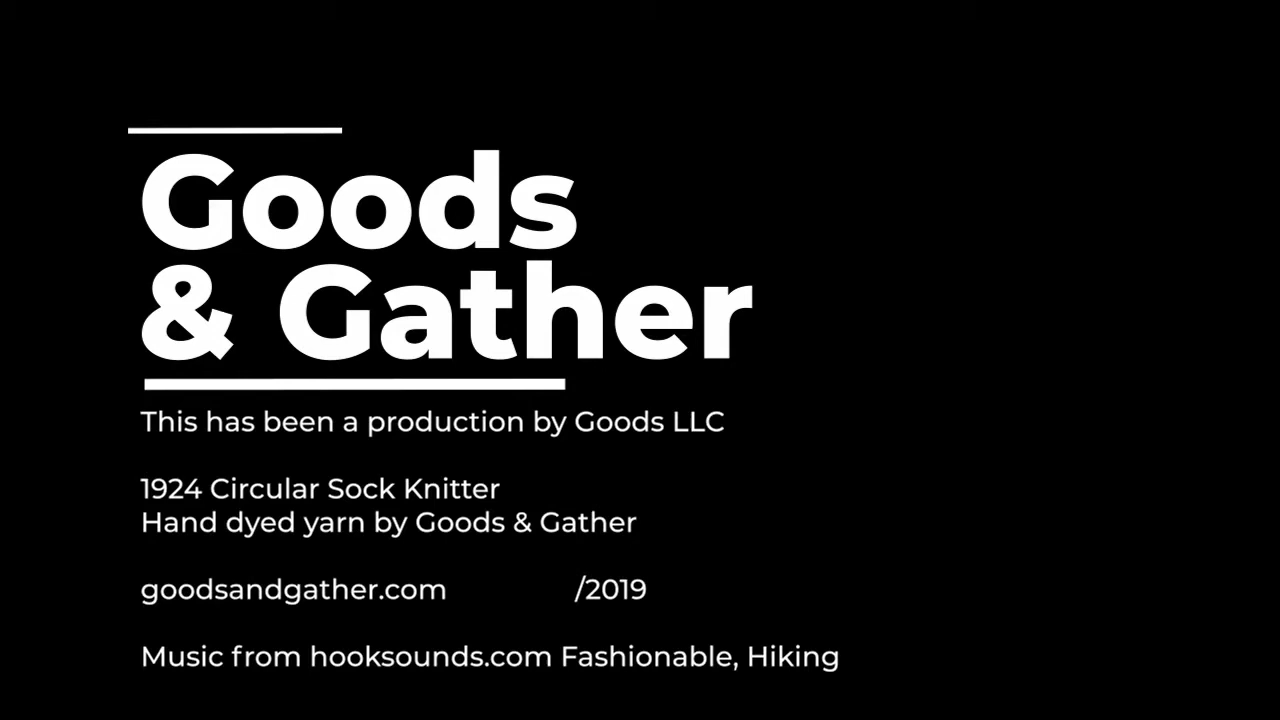 Goods
& Gather
This has been a production by Goods LLC
1924 Circular Sock Knitter
Hand dyed yarn by Goods & Gather
goodsandgather.com /2019
Music from hooksounds.com Fashionable, Hiking